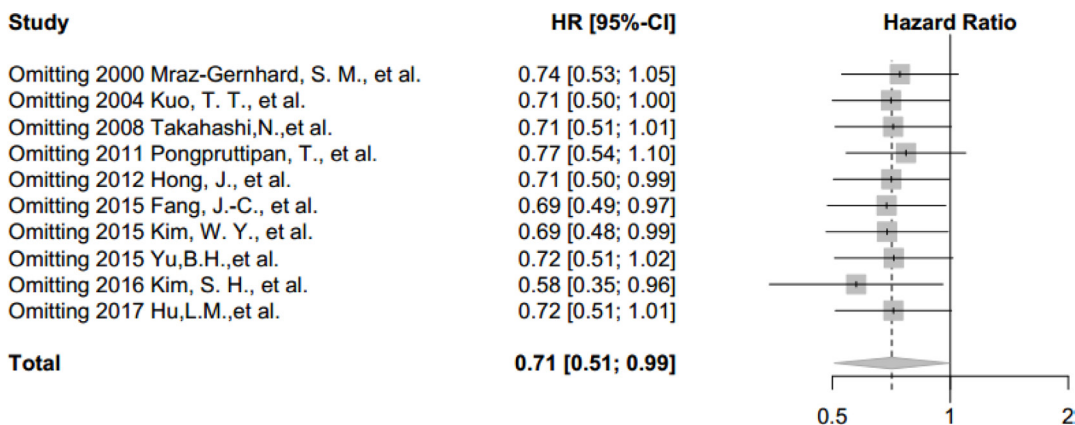 Study HR [95%-CI] Hazard Ratio
Omitting 2000 Mraz-Gernhard, S. M., et al. 0.74 [0.53; 1.05]
Omitting 2004 Kuo, T. T., et al. 0.71 [0.50; 1.00]
Omitting 2008 Takahashi,N.,et al. 0.71 [0.51; 1.01]
Omitting 2011 Pongpruttipan, T., et al. 0.77 [0.54; 1.10]
Omitting 2012 Hong, J., et al. 0.71 [0.50; 0.99]
Omitting 2015 Fang, J.-C., et al. 0.69 [0.49; 0.97]
Omitting 2015 Kim, W. Y., et al. 0.69 [0.48; 0.99]
Omitting 2015 Yu,B.H.,et al. 0.72 [0.51; 1.02]
Omitting 2016 Kim, S. H., et al. 0.58 [0.35; 0.96]
Omitting 2017 Hu,L.M.,et al. 0.72 [0.51; 1.01]
Total 0.71 [0.51; 0.99]
0.5 1 2